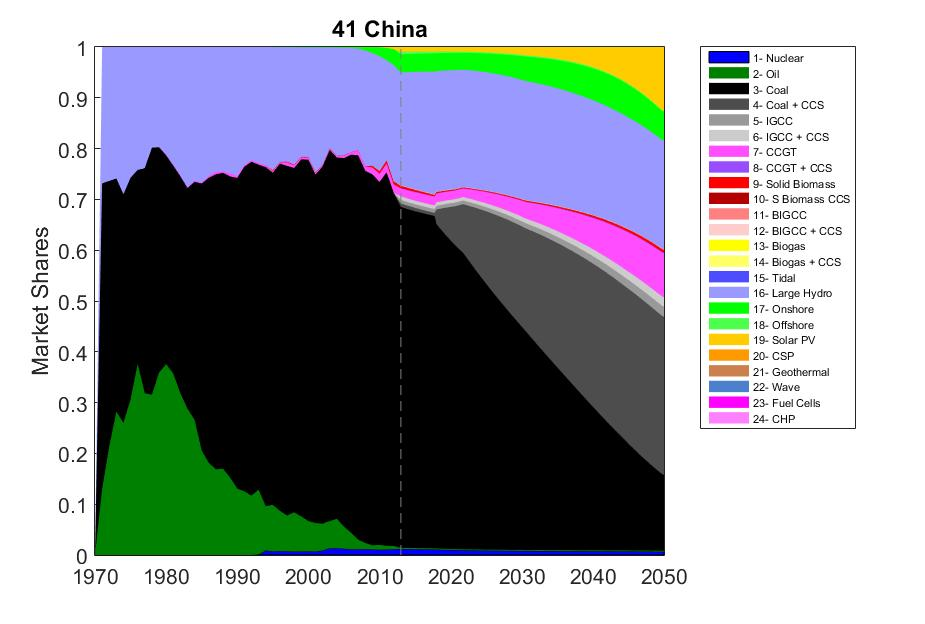 41 China
Market Shares
1
0.9
0.8
0.7
0.6
0.5
0.4
0.3
0.2
0.1
0
1970 1980 1990 2000 2010 2020 2030 2040 2050
1- Nuclear
2- Oil
3- Coal
4- Coal + CCS
5- IGCC
6- IGCC + CCS
7- CCGT
8- CCGT + CCS
9- Solid Biomass
10- S Biomass CCS
11- BIGCC
12- BIGCC + CCS
13- Biogas
14- Biogas + CCS
15- Tidal
16- Large Hydro
17- Onshore
18- Offshore
19- Solar PV
20- CSP
21- Geothermal
22- Wave
23- Fuel Cells
24- CHP